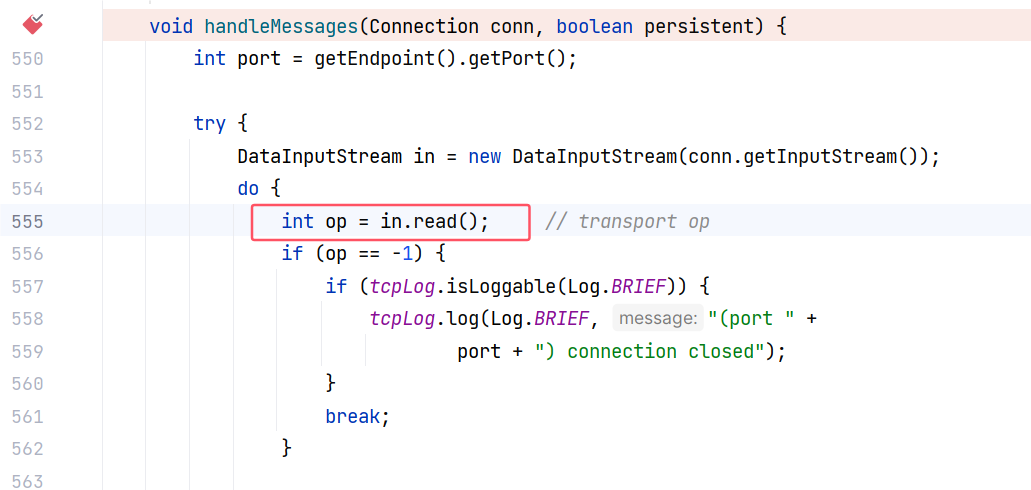 void handleMessages(Connection conn, boolean persistent) {
550 int port = getEndpoint().getPort();
551
552 try {
553 DataInputStream in = new DataInputStream(conn.getInputStream());
554 do {
555 int op = in.read(); // transport op
556 if (op == -1) {
557 if (tcpLog.isLoggable(Log.BRIEF)) {
558 tcpLog.log(Log.BRIEF, message: "(port " +
559 port + ") connection closed");
560 }
561 break;
562 }
563